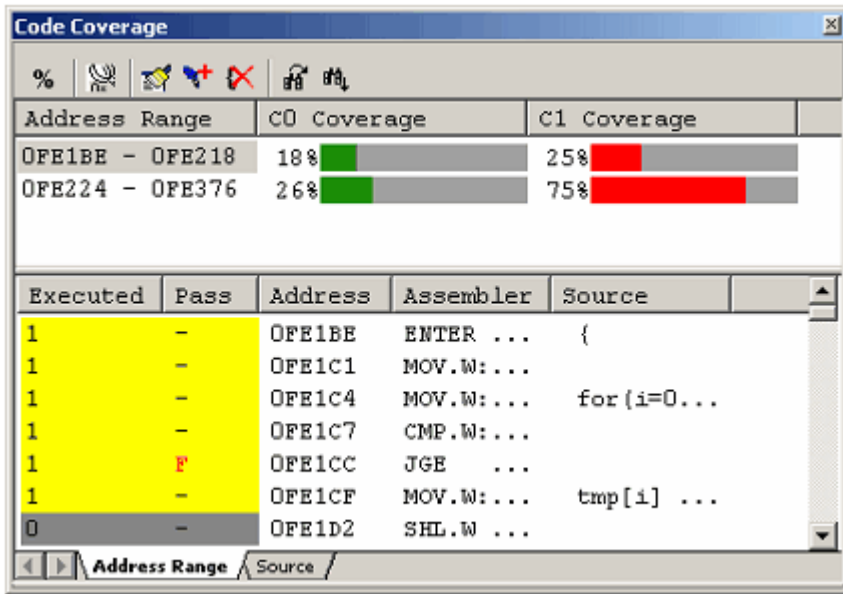 Code Coverage
%
Address Range C0 Coverage C1 Coverage
0FE1BE - 0FE218 18% 25%
0FE224 - 0FE376 26% 75%
Executed Pass Address Assembler Source
1 - 0FE1BE ENTER ... {
1 - 0FE1C1 MOV.W:...
1 - 0FE1C4 MOV.W:... for(i=0...
1 - 0FE1C7 CMP.W:...
1 F 0FE1CC JGE ...
1 - 0FE1CF MOV.W:... tmp[i] ...
0 - 0FE1D2 SHL.W ...
Address Range Source